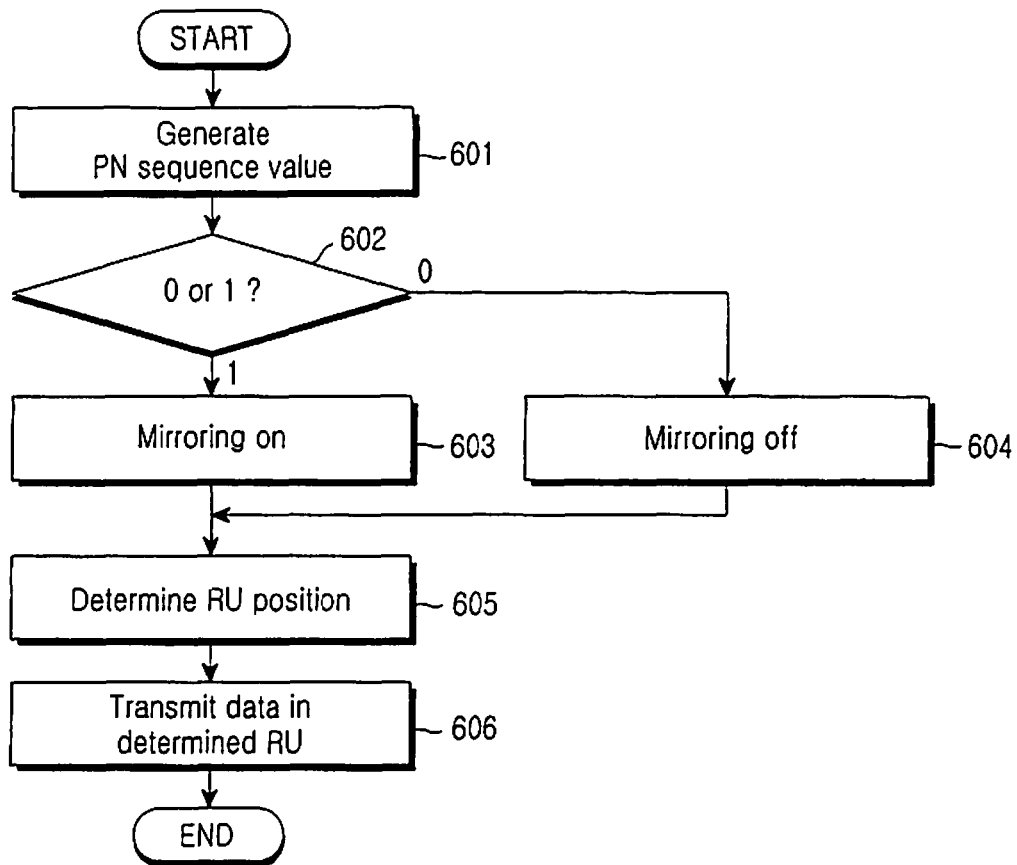 START
Generate
PN sequence value
601
602
0 or 1 ?
0
1
Mirroring on
603
Mirroring off
604
Determine RU position
605
Transmit data in
determined RU
606
END